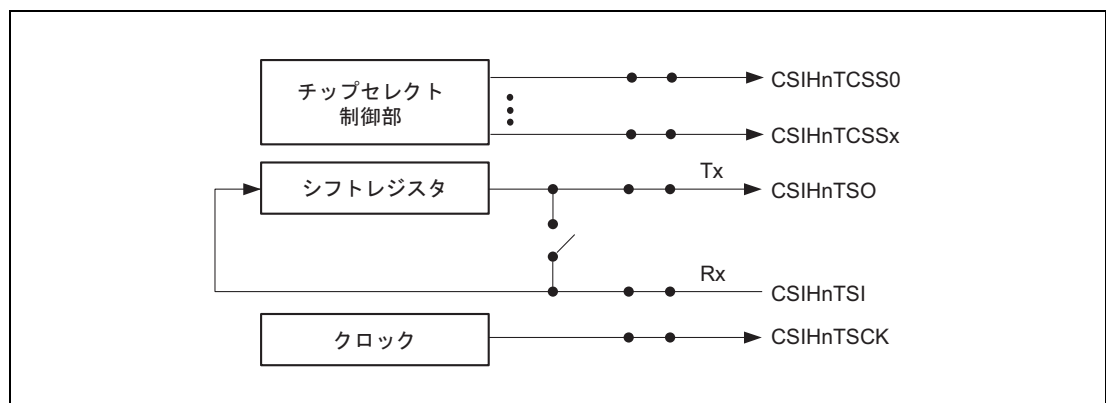 チップセレクト
制御部
CSIHnTCSS0
CSIHnTCSSx
シフトレジスタ
Tx
CSIHnTSO
Rx
CSIHnTSI
クロック
CSIHnTSCK